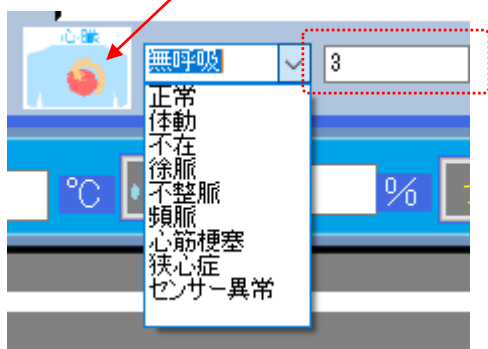 心臓
無呼吸 3
正常
体動
不在
徐脈
不整脈
頻脈
心筋梗塞
狭心症
センサー異常
℃ %